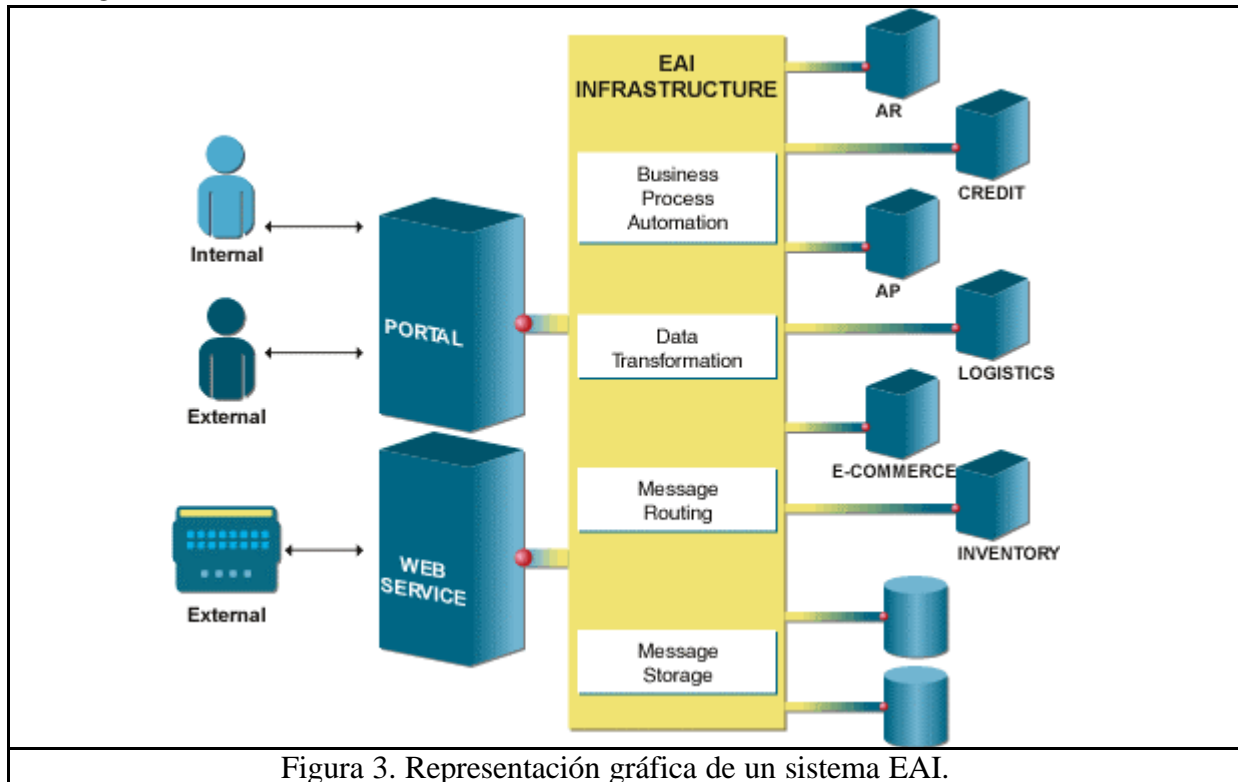 EAI
INFRASTRUCTURE
Business
Process
Automation
Data
Transformation
Message
Routing
Message
Storage
Internal
External
External
PORTAL
WEB
SERVICE
AR
CREDIT
AP
LOGISTICS
E-COMMERCE
INVENTORY
Figura 3. Representación gráfica de un sistema EAI.